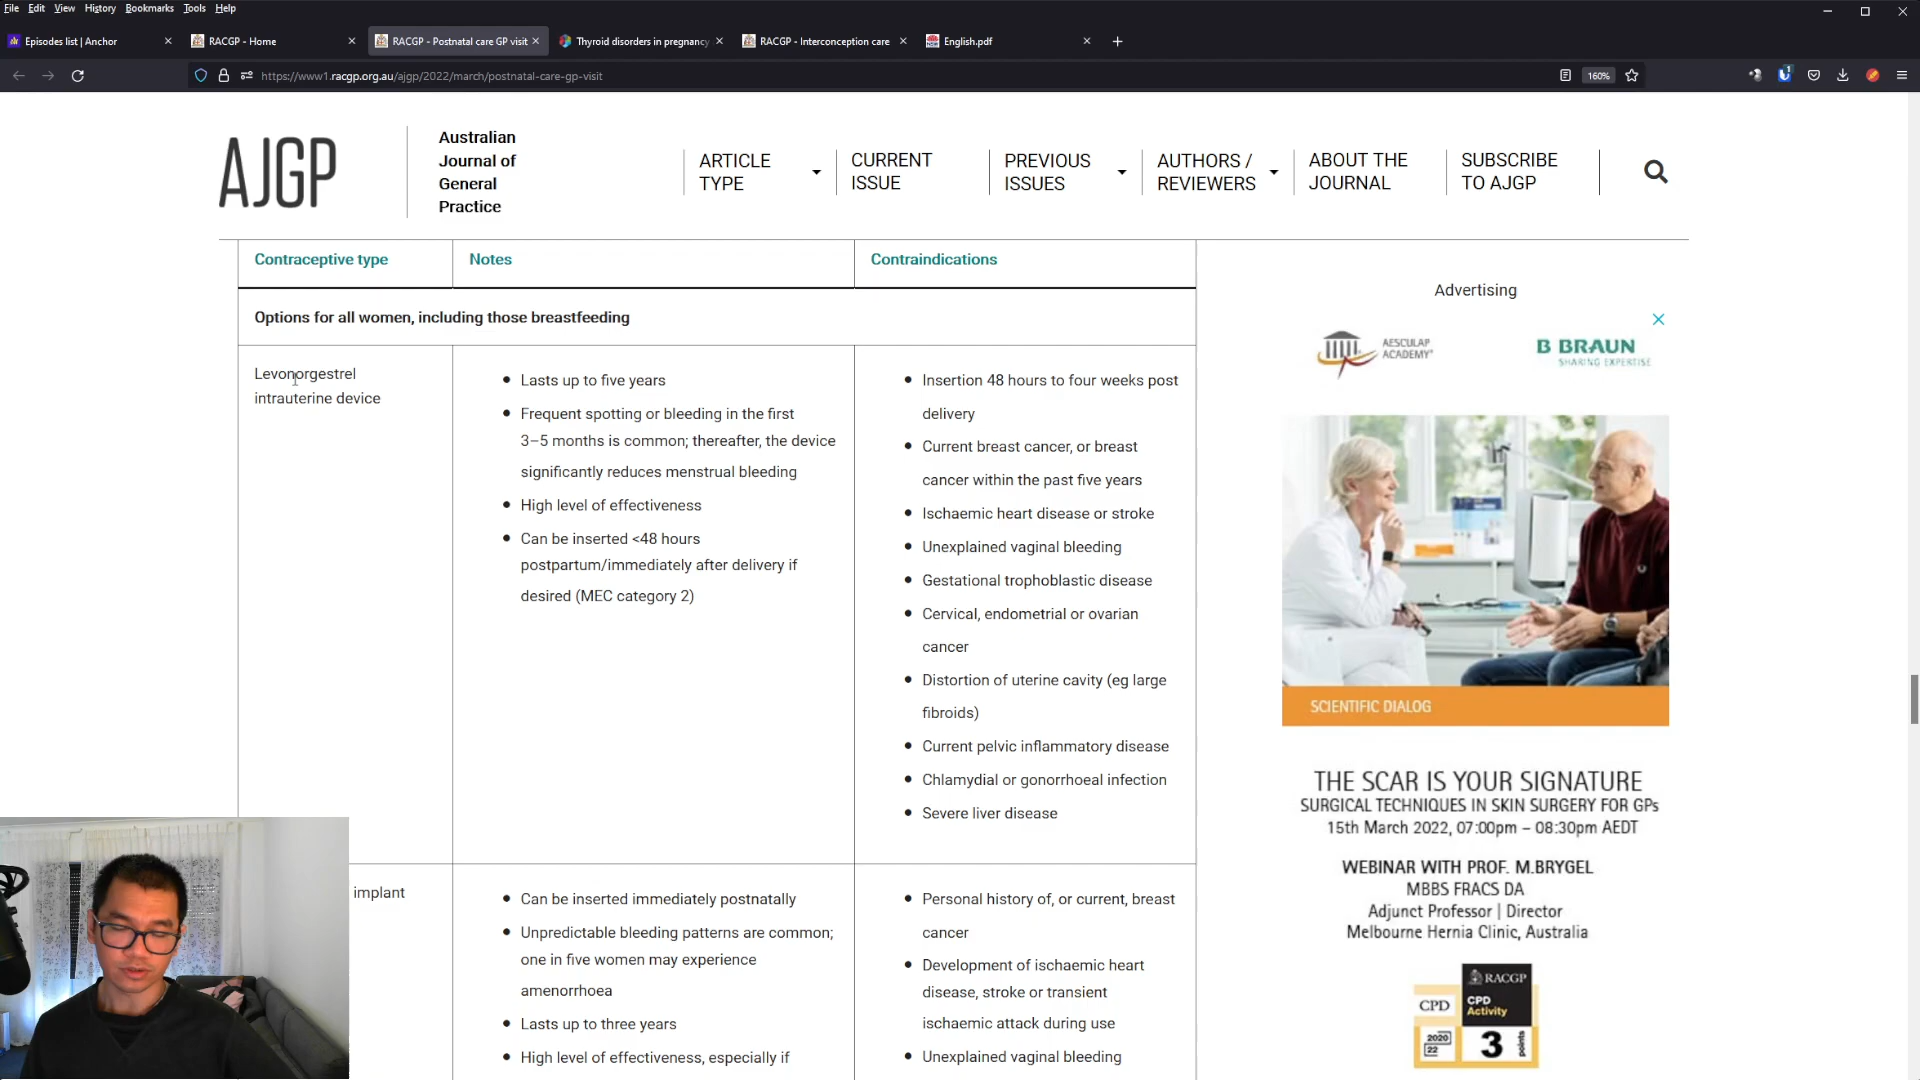 File Edit View History Bookmarks Tools Help
Episodes list | Anchor
RACGP - Home
RACGP - Postnatal care GP visit
Thyroid disorders in pregnancy
RACGP - Interconception care
English.pdf
https://www1.racgp.org.au/ajgp/2022/march/postnatal-care-gp-visit
160%
1
AJGP
Australian
Journal of
General
Practice
ARTICLE
TYPE
CURRENT
ISSUE
PREVIOUS
ISSUES
AUTHORS /
REVIEWERS
ABOUT THE
JOURNAL
SUBSCRIBE
TO AJGP
Contraceptive type
Notes
Contraindications
Options for all women, including those breastfeeding
Levonorgestrel
intrauterine device
Lasts up to five years
Frequent spotting or bleeding in the first
3–5 months is common; thereafter, the device
significantly reduces menstrual bleeding
High level of effectiveness
Can be inserted <48 hours
postpartum/immediately after delivery if
desired (MEC category 2)
Insertion 48 hours to four weeks post
delivery
Current breast cancer, or breast
cancer within the past five years
Ischaemic heart disease or stroke
Unexplained vaginal bleeding
Gestational trophoblastic disease
Cervical, endometrial or ovarian
cancer
Distortion of uterine cavity (eg large
fibroids)
Current pelvic inflammatory disease
Chlamydial or gonorrhoeal infection
Severe liver disease
implant
Can be inserted immediately postnatally
Unpredictable bleeding patterns are common;
one in five women may experience
amenorrhoea
Lasts up to three years
High level of effectiveness, especially if
Personal history of, or current, breast
cancer
Development of ischaemic heart
disease, stroke or transient
ischaemic attack during use
Unexplained vaginal bleeding
Advertising
AESCULAP
ACADEMY®
B BRAUN
SHARING EXPERTISE
SCIENTIFIC DIALOG
THE SCAR IS YOUR SIGNATURE
SURGICAL TECHNIQUES IN SKIN SURGERY FOR GPs
15th March 2022, 07:00pm – 08:30pm AEDT
WEBINAR WITH PROF. M.BRYGEL
MBBS FRACS DA
Adjunct Professor | Director
Melbourne Hernia Clinic, Australia
RACGP
CPD
CPD
Activity
2020
22
3
points